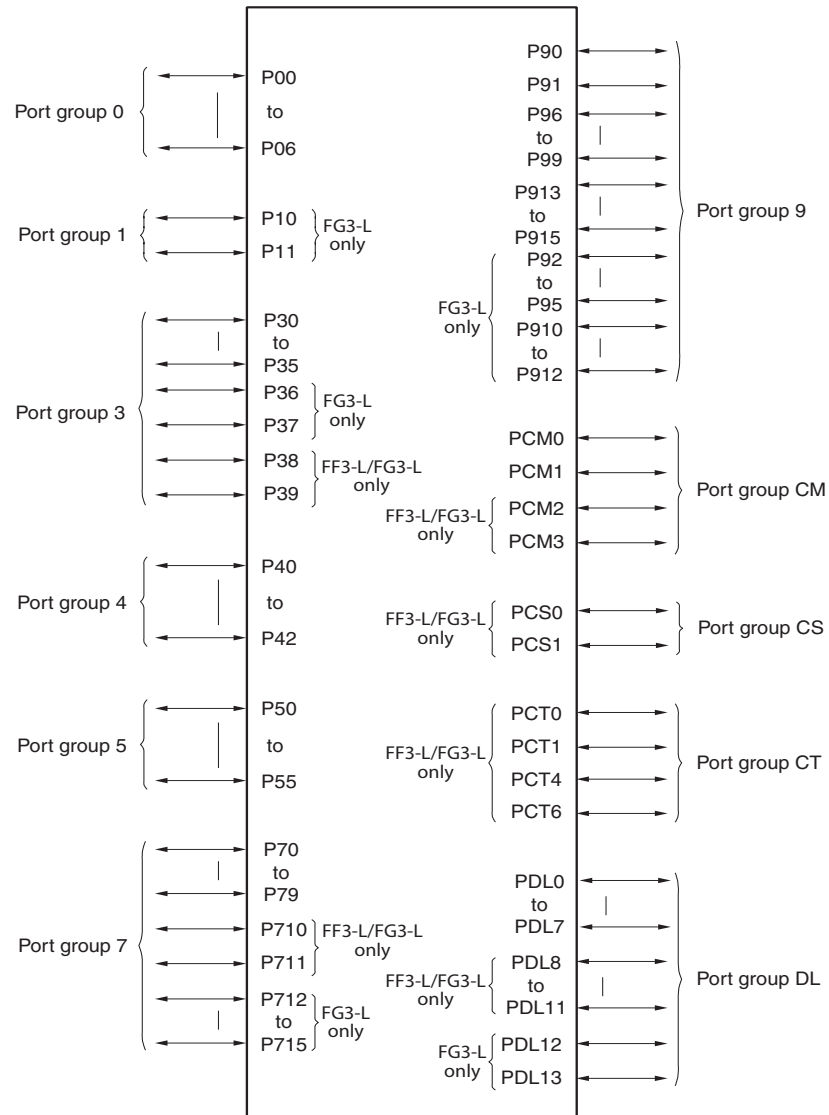 Port group 0
P00
to
P06
Port group 1
P10
P11
FG3-L
only
Port group 3
P30
to
P35
P36
P37
FG3-L
only
P38
P39
FF3-L/FG3-L
only
Port group 4
P40
to
P42
Port group 5
P50
to
P55
Port group 7
P70
to
P79
P710
P711
FF3-L/FG3-L
only
P712
to
P715
FG3-L
only
P90
P91
P96
to
P99
P913
to
P915
P92
to
P95
P910
to
P912
FG3-L
only
Port group 9
PCM0
PCM1
PCM2
PCM3
FF3-L/FG3-L
only
Port group CM
PCS0
PCS1
FF3-L/FG3-L
only
Port group CS
PCT0
PCT1
PCT4
PCT6
FF3-L/FG3-L
only
Port group CT
PDL0
to
PDL7
PDL8
to
PDL11
FF3-L/FG3-L
only
PDL12
PDL13
FG3-L
only
Port group DL